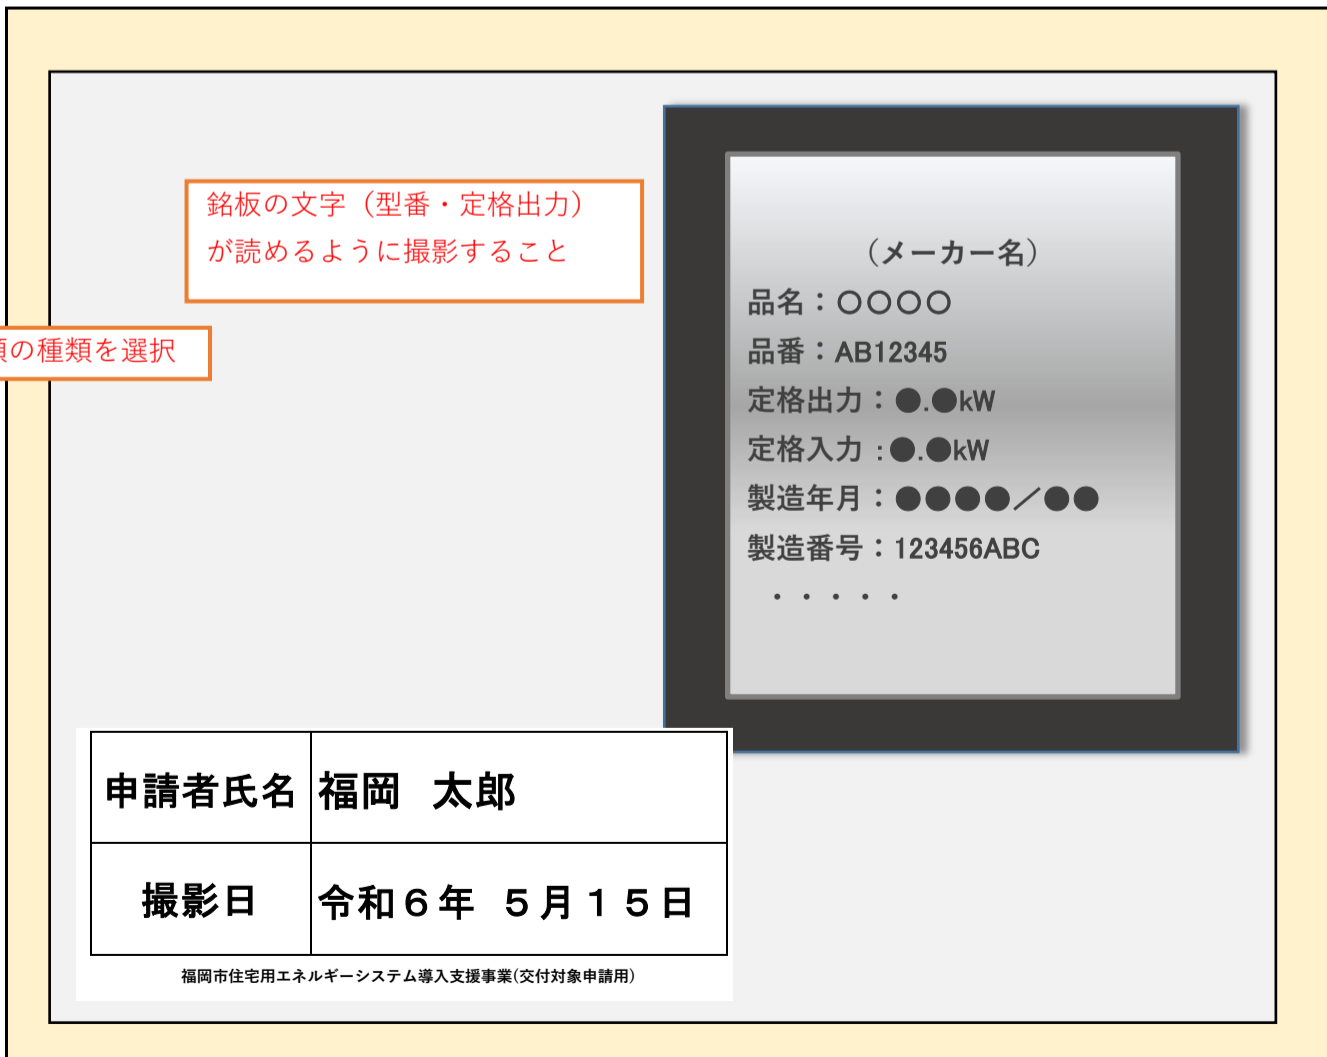 銘板の文字（型番・定格出力）
が読めるように撮影すること
の種類を選択
（メーカー名）
品名：〇〇〇〇
品番：AB12345
定格出力：●.●kW
定格入力：●.●kW
製造年月：●●●●／●●
製造番号：123456ABC
・・・・・
申請者氏名 福岡　太郎
撮影日 令和６年 ５月１５日
福岡市住宅用エネルギーシステム導入支援事業(交付対象申請用)